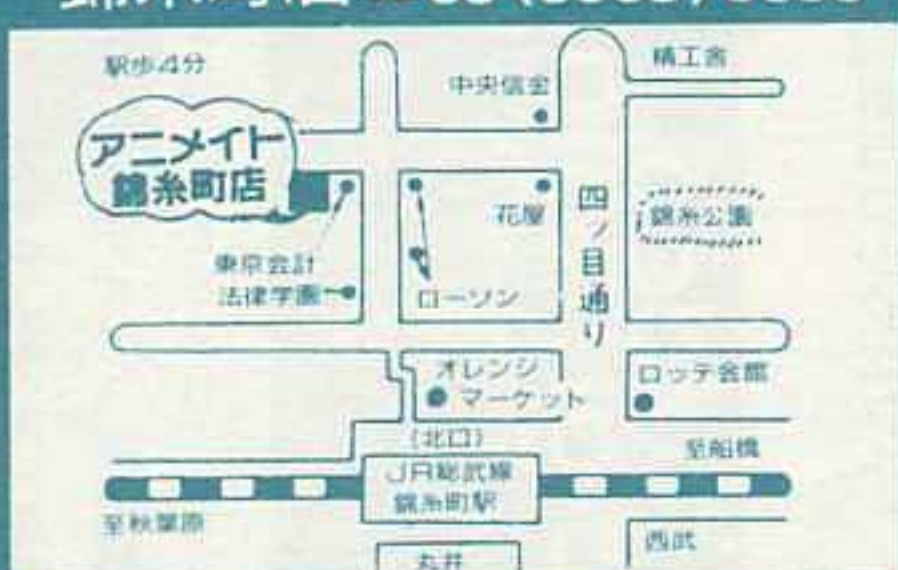 駅歩4分
精工舎
中央信金
アニメイト
錦糸町店
花屋
四ッ目通り
錦糸公園
東京会計
法律学園
ローソン
オレンジ
マーケット
ロッテ会館
(北口)
至船橋
JR総武線
錦糸町駅
至秋葉原
西武
丸井